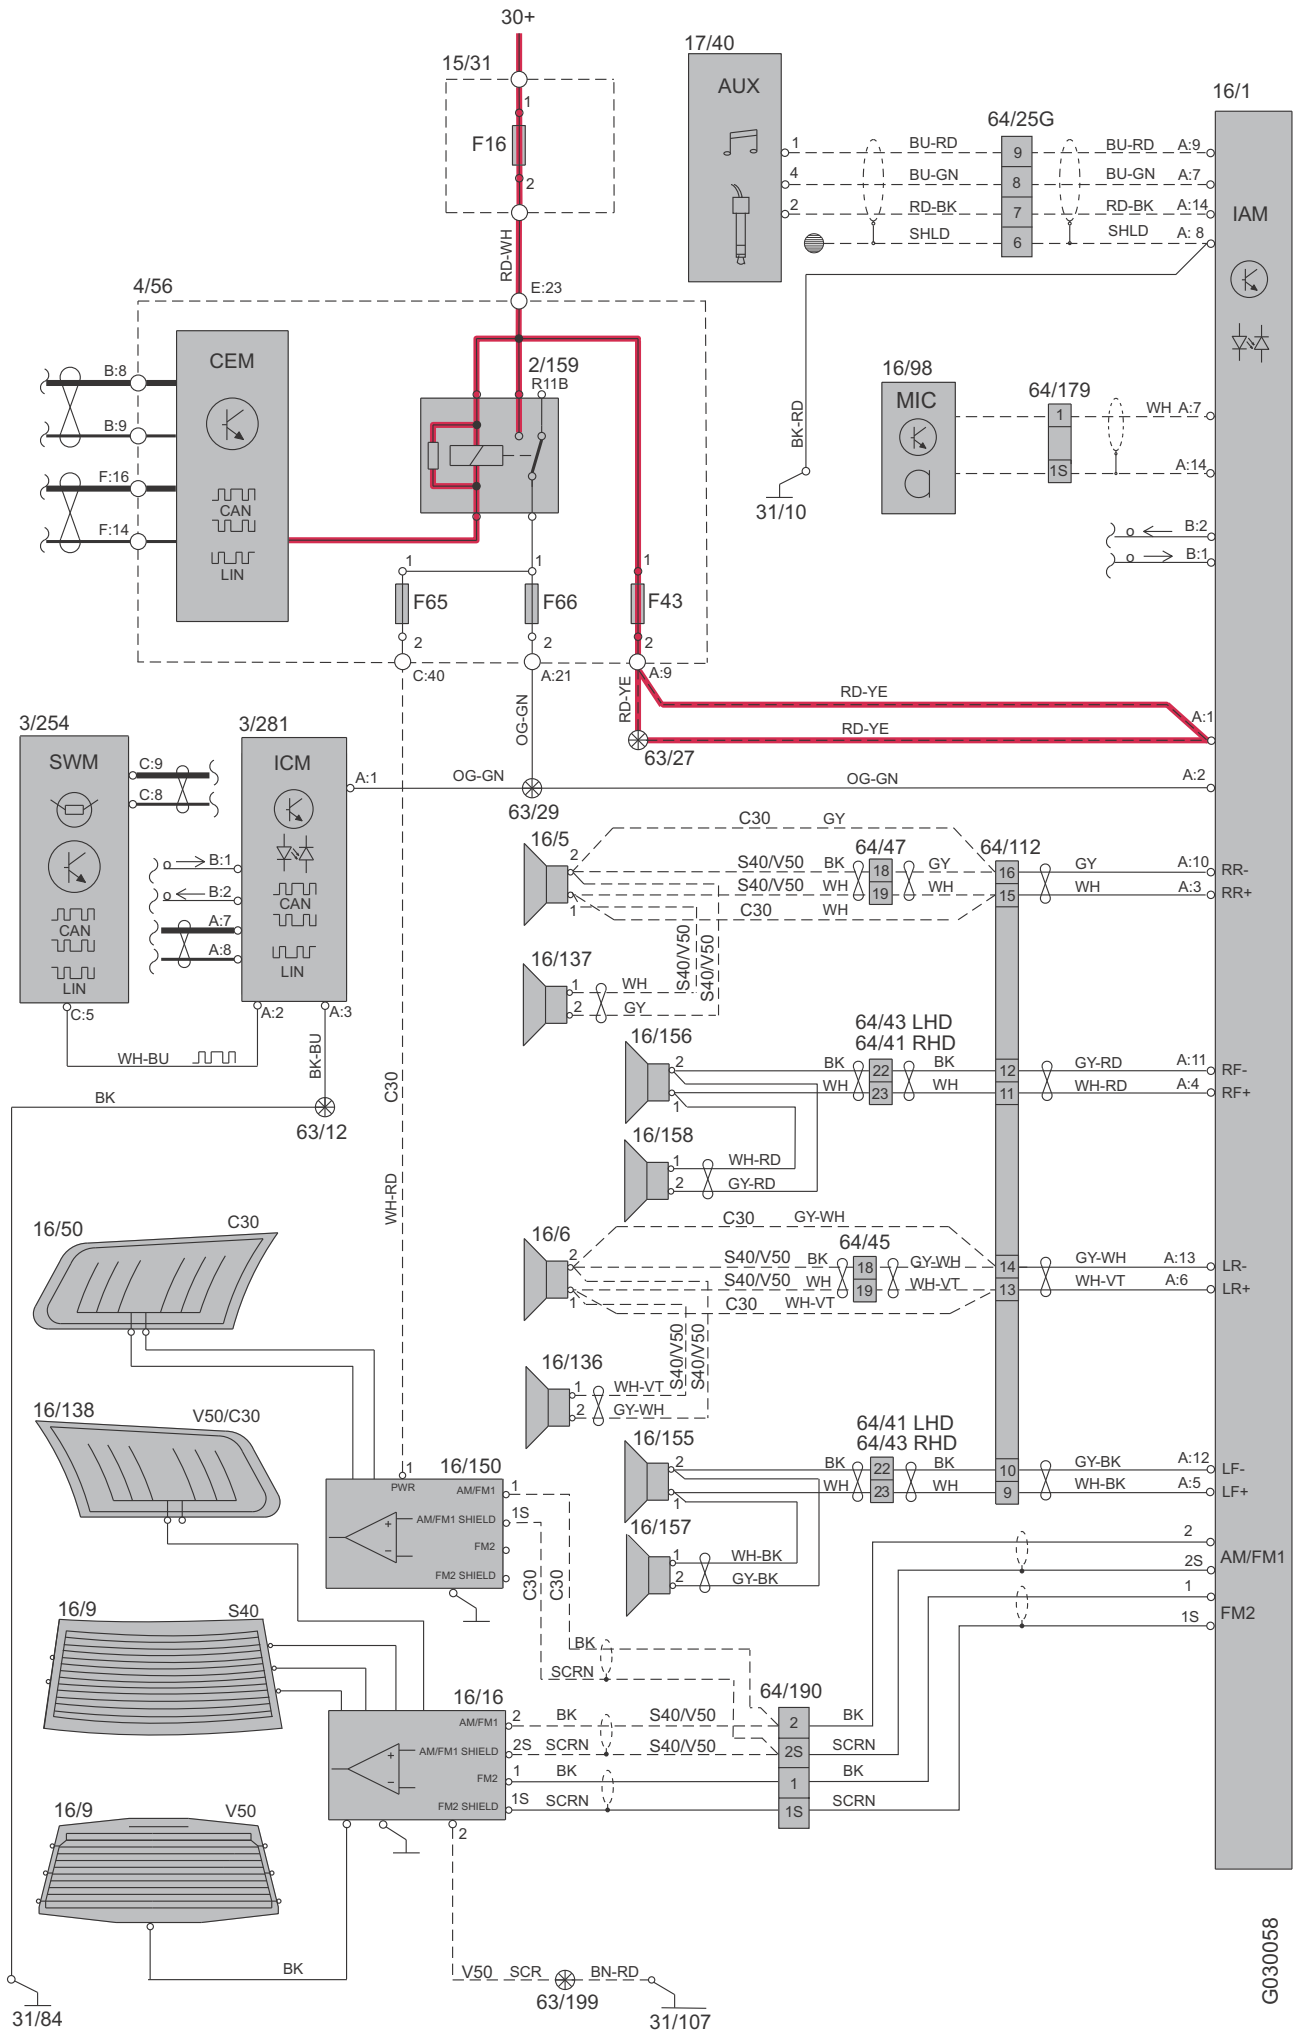 30+
15/31
1
F16
2
RD-WH
E:23
4/56
CEM
CAN
LIN
B:8
B:9
F:16
F:14
2/159
R11B
1
1
1
F65
F66
F43
2
2
2
C:40
A:21
A:9
RD-YE
OG-GN
RD-YE
RD-YE
A:1
63/27
17/40
AUX
1
4
2
BU-RD
BU-GN
RD-BK
SHLD
64/25G
9
8
7
6
BU-RD
BU-GN
RD-BK
SHLD
A:9
A:7
A:14
A: 8
16/1
IAM
BK-RD
31/10
16/98
MIC
64/179
1
1S
WH
A:7
A:14
B:2
B:1
3/254
SWM
CAN
LIN
C:9
C:8
C:5
3/281
ICM
CAN
LIN
A:1
B:1
B:2
A:7
A:8
A:2
A:3
WH-BU
BK-BU
BK
63/12
OG-GN
63/29
OG-GN
A:2
C30
WH-RD
16/5
2
1
C30
GY
S40/V50
BK
64/47
18
19
GY
S40/V50
WH
WH
C30
WH
S40/V50
S40/V50
64/112
16
15
GY
WH
A:10
A:3
RR-
RR+
16/137
1
2
WH
GY
16/156
2
1
64/43 LHD
64/41 RHD
BK
22
BK
WH
23
WH
12
11
GY-RD
WH-RD
A:11
A:4
RF-
RF+
16/158
1
2
WH-RD
GY-RD
16/6
2
1
C30
GY-WH
S40/V50
BK
64/45
18
19
GY-WH
S40/V50
WH
WH-VT
C30
WH-VT
S40/V50
S40/V50
14
13
GY-WH
WH-VT
A:13
A:6
LR-
LR+
16/136
1
2
WH-VT
GY-WH
16/155
2
1
64/41 LHD
64/43 RHD
BK
22
BK
WH
23
WH
10
9
GY-BK
WH-BK
A:12
A:5
LF-
LF+
16/157
1
2
WH-BK
GY-BK
16/50
C30
16/138
V50/C30
16/9
S40
16/9
V50
1
PWR
16/150
AM/FM1
AM/FM1 SHIELD
FM2
FM2 SHIELD
1
1S
C30
C30
BK
SCRN
16/16
AM/FM1
AM/FM1 SHIELD
FM2
FM2 SHIELD
2
2S
1
1S
2
BK
SCRN
BK
SCRN
S40/V50
S40/V50
64/190
2
2S
1
1S
BK
SCRN
BK
SCRN
2
2S
1
1S
AM/FM1
FM2
BK
31/84
V50
SCR
63/199
BN-RD
31/107
G030058